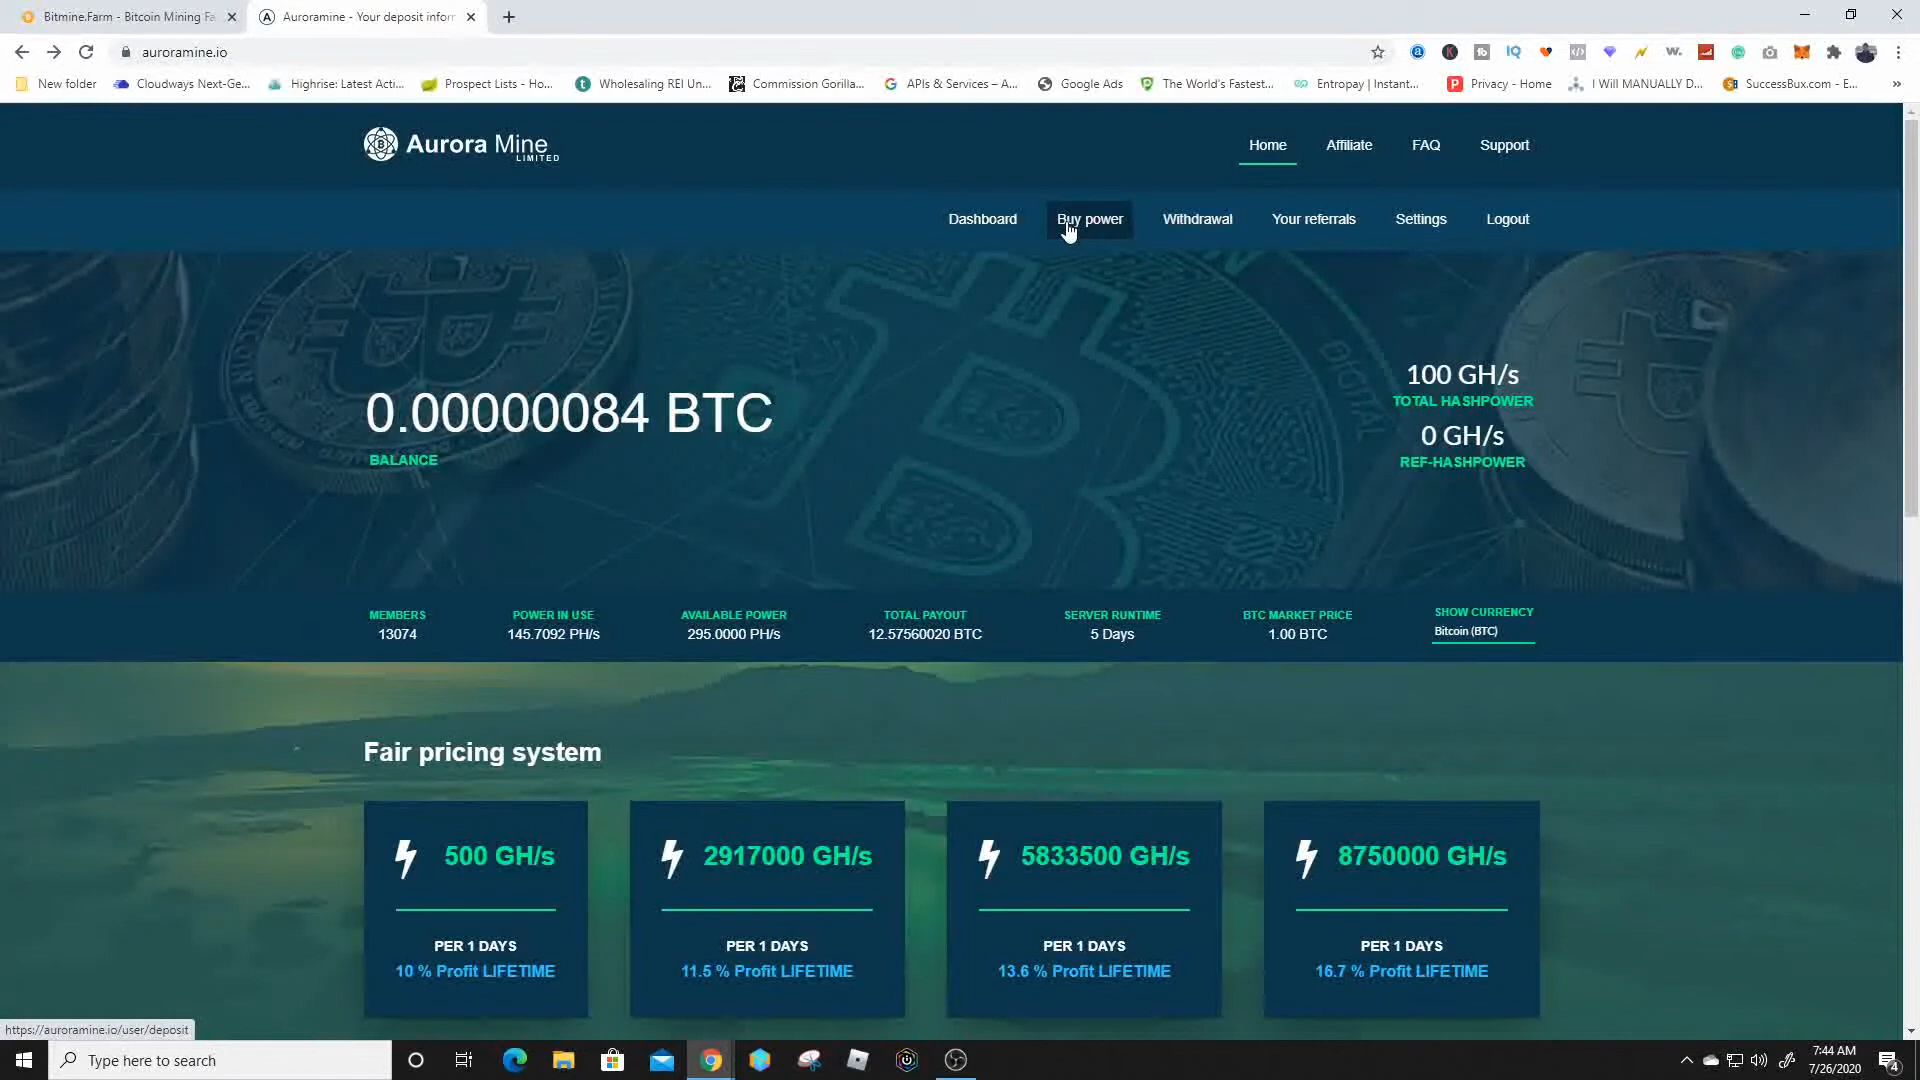 Bitmine.Farm - Bitcoin Mining Fa
Auroramine - Your deposit infor
auroramine.io
New folder
Cloudways Next-Ge...
Highrise: Latest Acti...
Prospect Lists - Ho...
Wholesaling REI Un...
Commission Gorilla...
APIs & Services – A...
Google Ads
The World's Fastest...
Entropay | Instant...
Privacy - Home
I Will MANUALLY D...
SuccessBux.com - E...
Aurora Mine
LIMITED
Home
Affiliate
FAQ
Support
Dashboard
Buy power
Withdrawal
Your referrals
Settings
Logout
0.00000084 BTC
BALANCE
100 GH/s
TOTAL HASHPOWER
0 GH/s
REF-HASHPOWER
MEMBERS
13074
POWER IN USE
145.7092 PH/s
AVAILABLE POWER
295.0000 PH/s
TOTAL PAYOUT
12.57560020 BTC
SERVER RUNTIME
5 Days
BTC MARKET PRICE
1.00 BTC
SHOW CURRENCY
Bitcoin (BTC)
Fair pricing system
500 GH/s
PER 1 DAYS
10 % Profit LIFETIME
2917000 GH/s
PER 1 DAYS
11.5 % Profit LIFETIME
5833500 GH/s
PER 1 DAYS
13.6 % Profit LIFETIME
8750000 GH/s
PER 1 DAYS
16.7 % Profit LIFETIME
https://auroramine.io/user/deposit
Type here to search
7:44 AM
7/26/2020
4